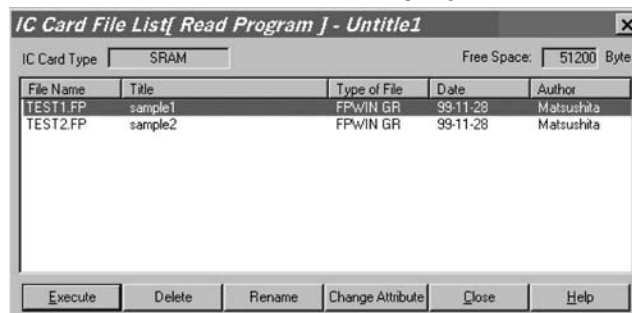 IC Card File List[ Read Program ] - Untitle1
IC Card Type SRAM Free Space: 51200 Byte
File Name Title Type of File Date Author
TEST1.FP sample1 FPWIN GR 99-11-28 Matsushita
TEST2.FP sample2 FPWIN GR 99-11-28 Matsushita
Execute Delete Rename Change Attribute Close Help